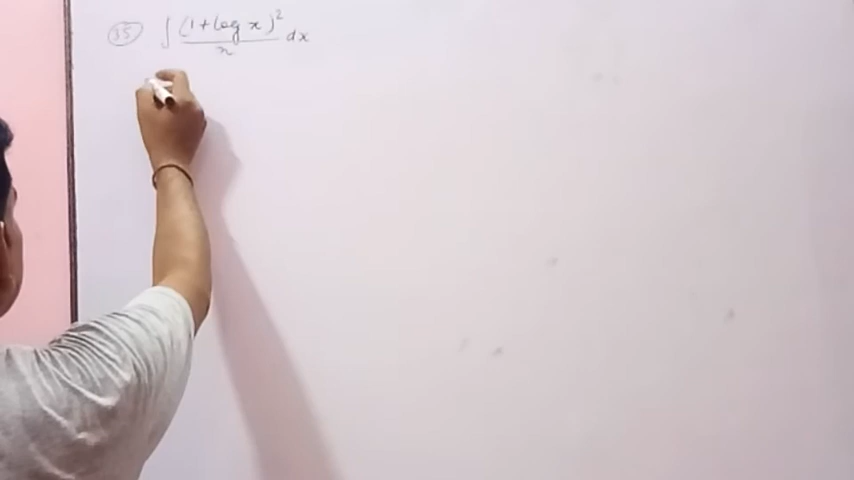 35 ∫ (1 + log x)² / x dx